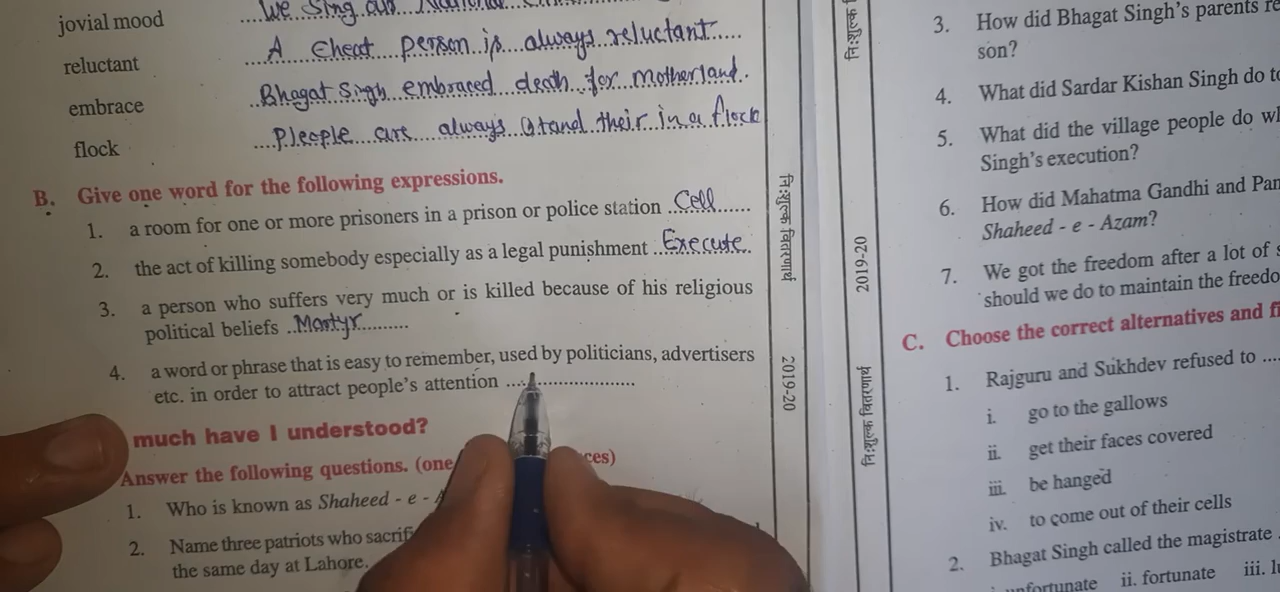 jovial mood We sing our National
reluctant A cheat person is always reluctant
embrace Bhagat Singh embraced death for motherland.
flock Pleople are always stand their in a flock
B. Give one word for the following expressions.
1. a room for one or more prisoners in a prison or police station ...Cell.......
2. the act of killing somebody especially as a legal punishment ...Execute.
3. a person who suffers very much or is killed because of his religious
political beliefs ..Martyr..........
4. a word or phrase that is easy to remember, used by politicians, advertisers
etc. in order to attract people's attention ........................
much have I understood?
Answer the following questions. (one
1. Who is known as Shaheed - e -
2. Name three patriots who
the same day at Lahore.
नि:शुल्क वितरणार्थ 2019-20
नि:शुल्क
2019-20
नि:शुल्क वितरणार्थ
3. How did Bhagat Singh's parents
son?
4. What did Sardar Kishan Singh do
5. What did the village people do
Singh's execution?
6. How did Mahatma Gandhi and
Shaheed - e - Azam?
7. We got the freedom after a lot of
should we do to maintain the
C. Choose the correct alternatives and
1. Rajguru and Sukhdev refused to ....
i. go to the gallows
ii. get their faces covered
iii. be hanged
iv. to come out of their cells
2. Bhagat Singh called the magistrate
unfortunate ii. fortunate iii.